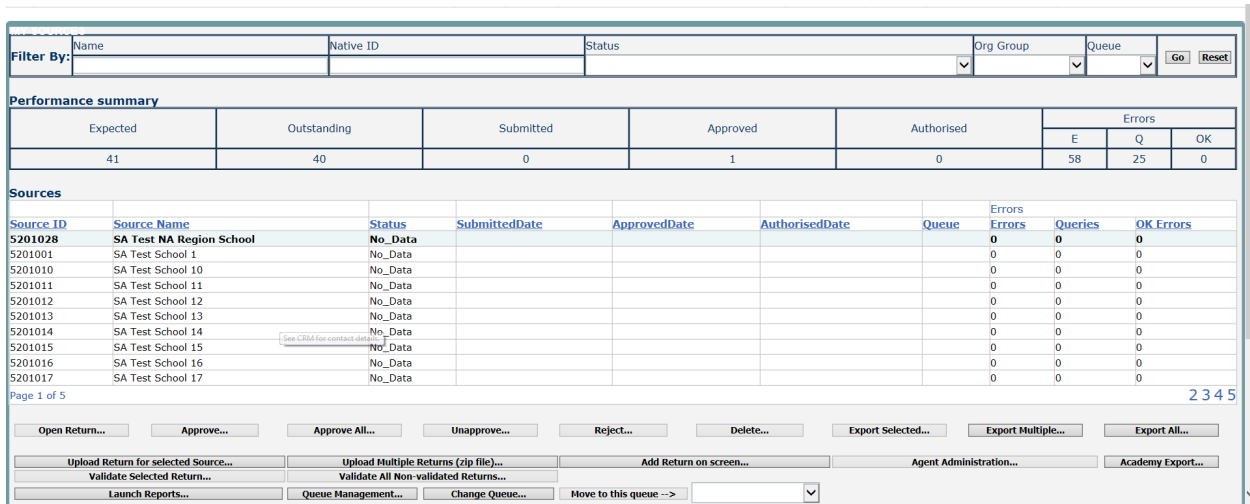 MY SOURCES
Filter By: Name Native ID Status Org Group Queue Go Reset
Performance summary
Expected Outstanding Submitted Approved Authorised Errors
E Q OK
41 40 0 1 0 58 25 0
Sources
Errors
Source ID Source Name Status SubmittedDate ApprovedDate AuthorisedDate Queue Errors Queries OK Errors
5201028 SA Test NA Region School No_Data 0 0 0
5201001 SA Test School 1 No_Data 0 0 0
5201010 SA Test School 10 No_Data 0 0 0
5201011 SA Test School 11 No_Data 0 0 0
5201012 SA Test School 12 No_Data 0 0 0
5201013 SA Test School 13 No_Data 0 0 0
5201014 SA Test School 14 No_Data 0 0 0
See CRM for contact details.
5201015 SA Test School 15 No_Data 0 0 0
5201016 SA Test School 16 No_Data 0 0 0
5201017 SA Test School 17 No_Data 0 0 0
Page 1 of 5 2 3 4 5
Open Return... Approve... Approve All... Unapprove... Reject... Delete... Export Selected... Export Multiple... Export All...
Upload Return for selected Source... Upload Multiple Returns (zip file)... Add Return on screen... Agent Administration... Academy Export...
Validate Selected Return... Validate All Non-validated Returns...
Launch Reports... Queue Management... Change Queue... Move to this queue -->